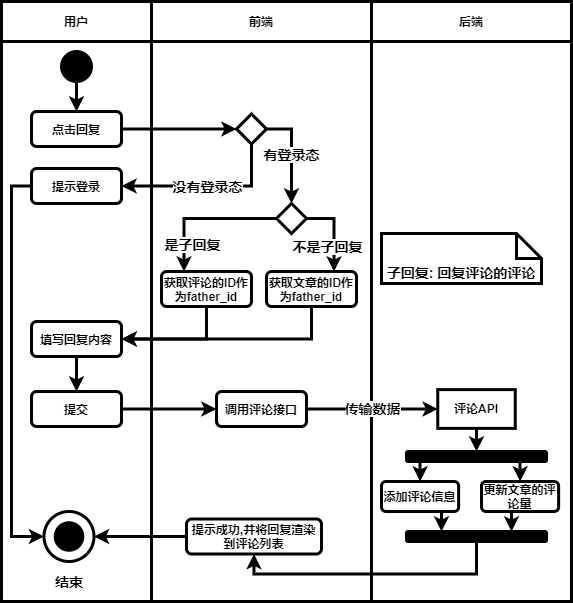 用户
前端
后端
点击回复
有登录态
提示登录
没有登录态
是子回复
不是子回复
子回复: 回复评论的评论
获取评论的ID作
为father_id
获取文章的ID作
为father_id
填写回复内容
提交
调用评论接口
传输数据
评论API
添加评论信息
更新文章的评
论量
提示成功,并将回复渲染
到评论列表
结束